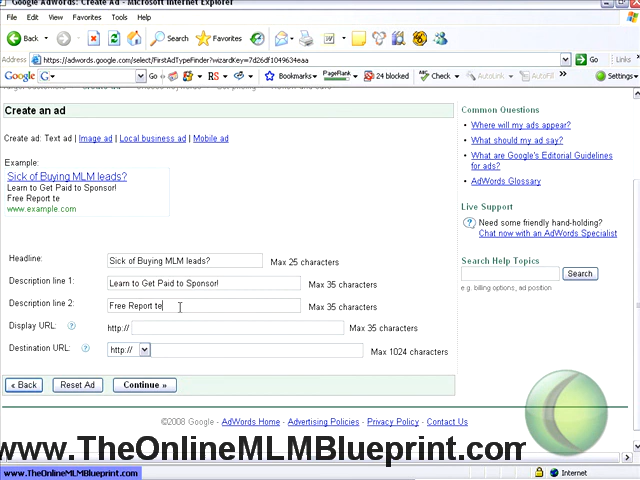 Google AdWords: Create Ad - Microsoft Internet Explorer
File Edit View Favorites Tools Help
Back Search Favorites
Address https://adwords.google.com/select/FirstAdTypeFinder?wizardKey=7d26df1049634eaa Go Links
Google Go RS Bookmarks PageRank 24 blocked Check AutoLink AutoFill Settings
Create an ad
Create ad: Text ad | Image ad | Local business ad | Mobile ad
Example:
Sick of Buying MLM leads?
Learn to Get Paid to Sponsor!
Free Report te
www.example.com
Headline: Sick of Buying MLM leads? Max 25 characters
Description line 1: Learn to Get Paid to Sponsor! Max 35 characters
Description line 2: Free Report te Max 35 characters
Display URL: ? http:// Max 35 characters
Destination URL: ? http:// Max 1024 characters
« Back Reset Ad Continue »
Common Questions
Where will my ads appear?
What should my ad say?
What are Google's Editorial Guidelines
for ads?
AdWords Glossary
Live Support
Need some friendly hand-holding?
Chat now with an AdWords Specialist
Search Help Topics
Search
e.g. billing options, ad position
©2008 Google - AdWords Home - Advertising Policies - Privacy Policy - Contact Us
www.TheOnlineMLMBlueprint.com
www.TheOnlineMLMBlueprint.com Internet